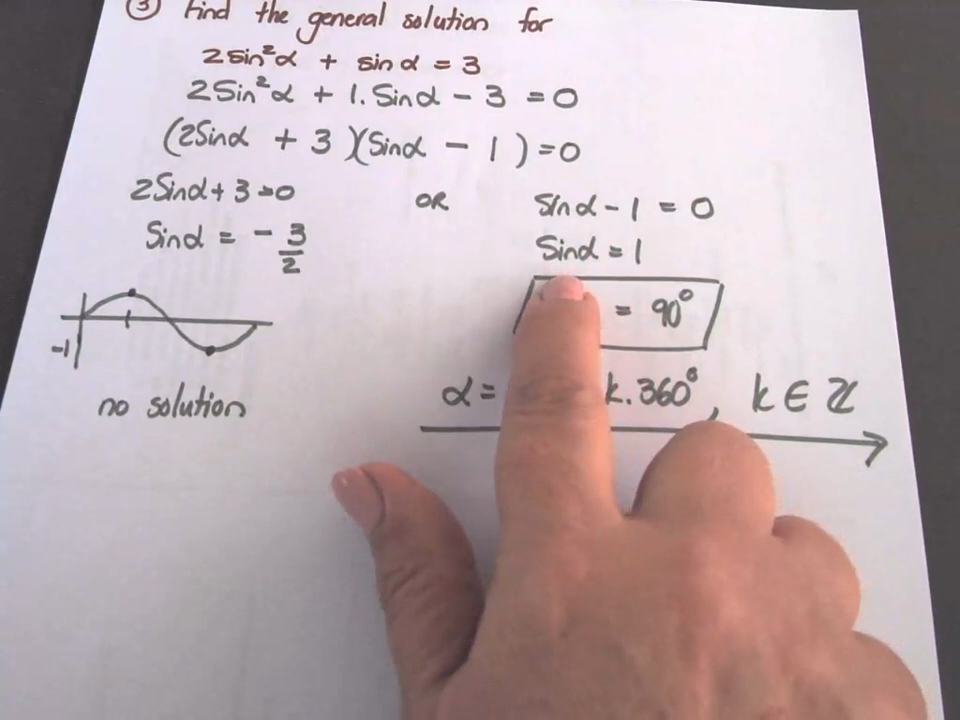 ③ Find the general solution for
2sin²α + sin α = 3
2Sin²α + 1.Sinα - 3 = 0
(2Sinα + 3)(Sinα - 1) = 0
2Sinα + 3 = 0 OR Sinα - 1 = 0
Sinα = - 3/2 Sinα = 1
= 90°
-1
α = k.360°, k ∈ ℤ
no solution